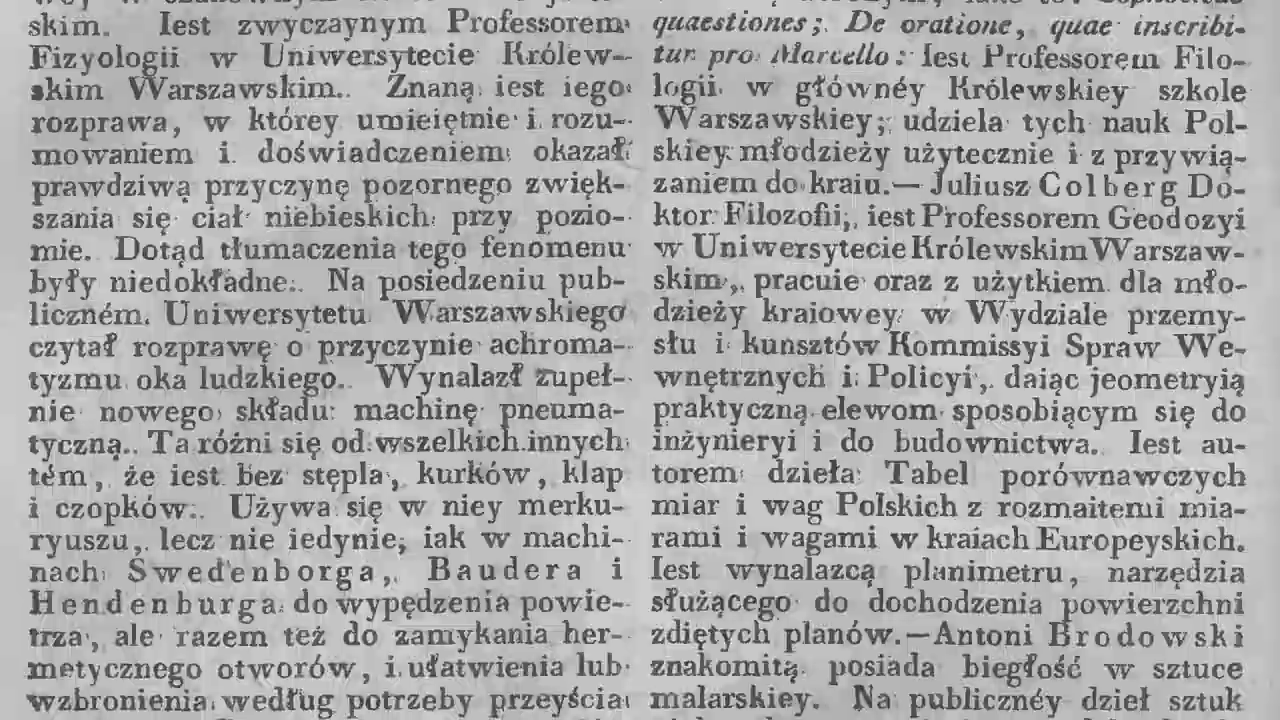 skim. Iest zwyczaynym Professorem
Fizyologii w Uniwersytecie Królew-
skim Warszawskim. Znaną iest iego
rozprawa, w którey umieiętnie i rozu-
mowaniem i doświadczeniem okazał
prawdziwą przyczynę pozornego zwięk-
szania się ciał niebieskich przy pozio-
mie. Dotąd tłumaczenia tego fenomenu
były niedokładne. Na posiedzeniu pub-
liczném Uniwersytetu Warszawskiego
czytał rozprawę o przyczynie achroma-
tyzmu oka ludzkiego. Wynalazł zupeł-
nie nowego składu machinę pneuma-
tyczną. Ta różni się od wszelkich innych
tém, że iest bez stępla, kurków, klap
i czopków. Używa się w niey merku-
ryuszu, lecz nie iedynie, iak w machi-
nach Swedenborga, Baudera i
Hendenburga do wypędzenia powie-
trza, ale razem też do zamykania her-
metycznego otworów, i ułatwienia lub
wzbronienia według potrzeby przeyścia
quaestiones; De oratione, quae inscribi-
tur pro Marcello: Iest Professorem Filo-
logii w głównéy Królewskiey szkole
Warszawskiey; udziela tych nauk Pol-
skiey młodzieży użytecznie i z przywią-
zaniem do kraiu.— Juliusz Colberg Do-
ktor Filozofii, iest Professorem Geodozyi
w Uniwersytecie Królewskim Warszaw-
skim, pracuie oraz z użytkiem dla mło-
dzieży kraiowey w Wydziale przemy-
słu i kunsztów Kommissyi Spraw We-
wnętrznych i Policyi, daiąc jeometryią
praktyczną elewom sposobiącym się do
inżynieryi i do budownictwa. Iest au-
torem dzieła Tabel porównawczych
miar i wag Polskich z rozmaitemi mia-
rami i wagami w kraiach Europeyskich.
Iest wynalazcą planimetru, narzędzia
służącego do dochodzenia powierzchni
zdiętych planów.—Antoni Brodowski
znakomitą posiada biegłość w sztuce
malarskiey. Na publicznéy dzieł sztuk